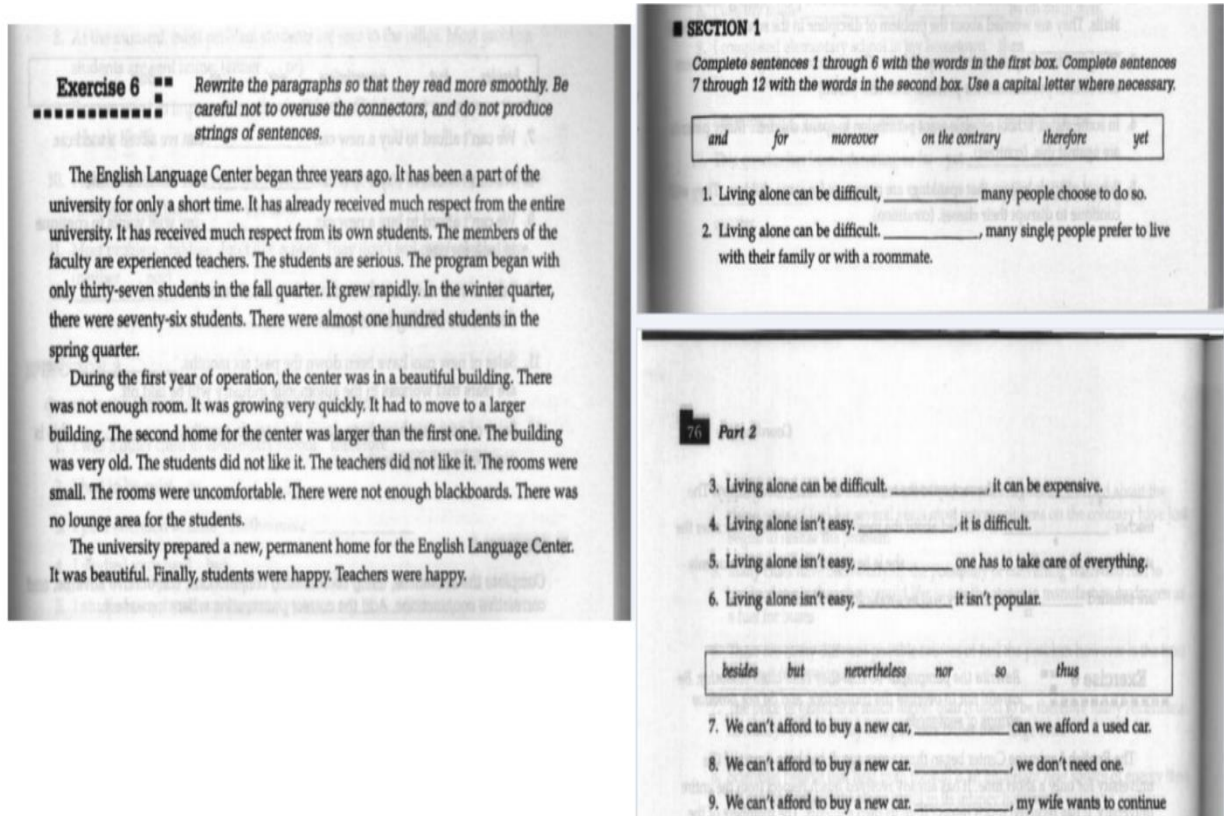 Exercise 6
Rewrite the paragraphs so that they read more smoothly. Be
careful not to overuse the connectors, and do not produce
strings of sentences.
The English Language Center began three years ago. It has been a part of the
university for only a short time. It has already received much respect from the entire
university. It has received much respect from its own students. The members of the
faculty are experienced teachers. The students are serious. The program began with
only thirty-seven students in the fall quarter. It grew rapidly. In the winter quarter,
there were seventy-six students. There were almost one hundred students in the
spring quarter.
During the first year of operation, the center was in a beautiful building. There
was not enough room. It was growing very quickly. It had to move to a larger
building. The second home for the center was larger than the first one. The building
was very old. The students did not like it. The teachers did not like it. The rooms were
small. The rooms were uncomfortable. There were not enough blackboards. There was
no lounge area for the students.
The university prepared a new, permanent home for the English Language Center.
It was beautiful. Finally, students were happy. Teachers were happy.
SECTION 1
Complete sentences 1 through 6 with the words in the first box. Complete sentences
7 through 12 with the words in the second box. Use a capital letter where necessary.
and for moreover on the contrary therefore yet
1. Living alone can be difficult, __________ many people choose to do so.
2. Living alone can be difficult. __________, many single people prefer to live
with their family or with a roommate.
76 Part 2
3. Living alone can be difficult. __________, it can be expensive.
4. Living alone isn't easy. __________, it is difficult.
5. Living alone isn't easy, __________ one has to take care of everything.
6. Living alone isn't easy, __________ it isn't popular.
besides but nevertheless nor so thus
7. We can't afford to buy a new car, __________ can we afford a used car.
8. We can't afford to buy a new car. __________, we don't need one.
9. We can't afford to buy a new car. __________, my wife wants to continue